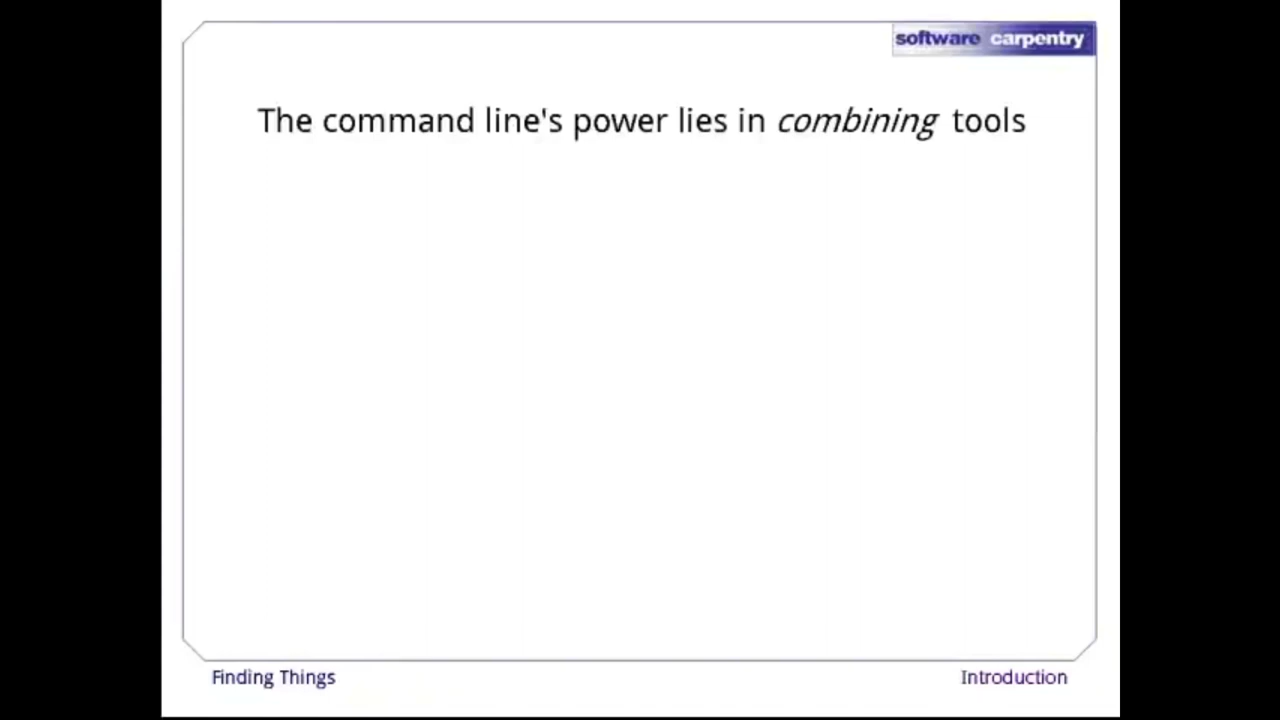 software carpentry
The command line's power lies in combining tools
Finding Things
Introduction